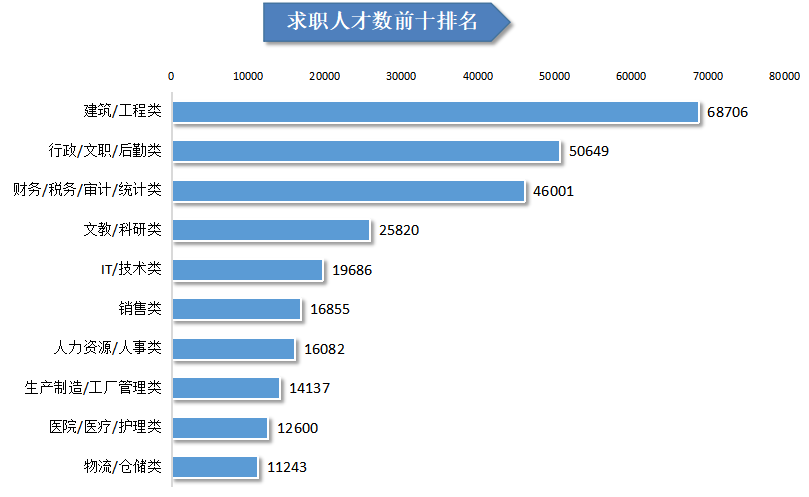 求职人才数前十排名
0 10000 20000 30000 40000 50000 60000 70000 80000
建筑/工程类 68706
行政/文职/后勤类 50649
财务/税务/审计/统计类 46001
文教/科研类 25820
IT/技术类 19686
销售类 16855
人力资源/人事类 16082
生产制造/工厂管理类 14137
医院/医疗/护理类 12600
物流/仓储类 11243